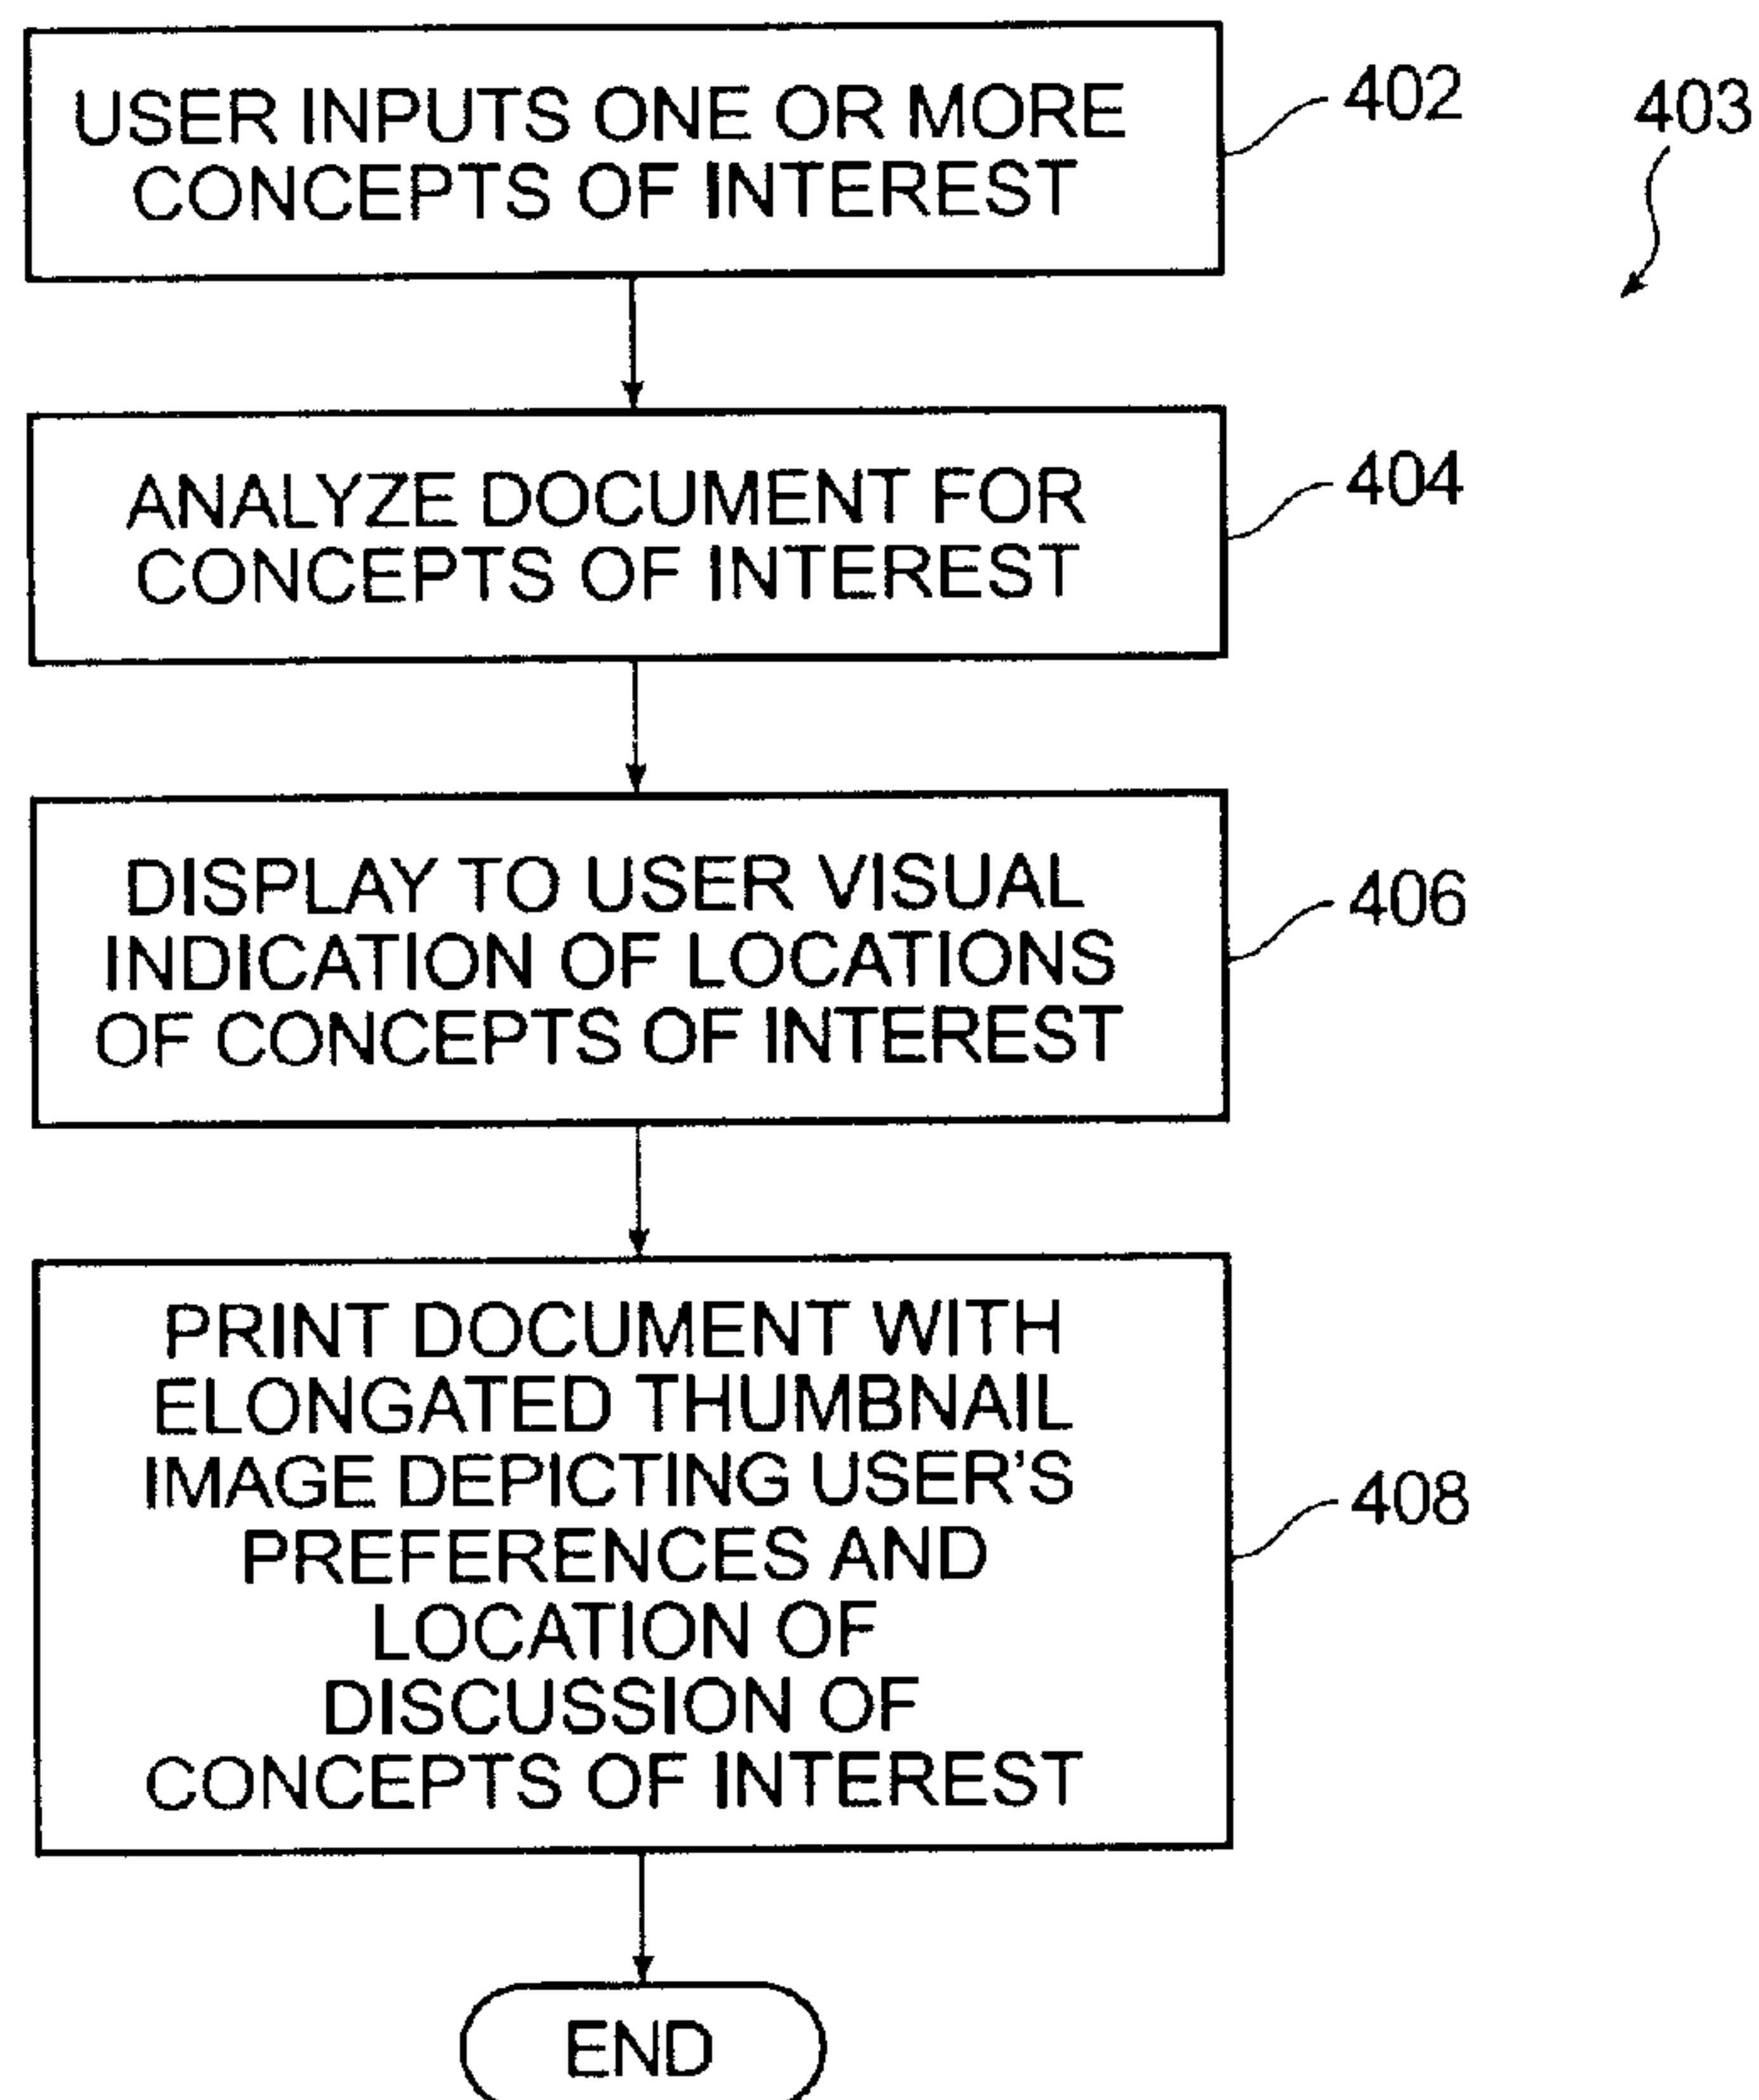 USER INPUTS ONE OR MORE
CONCEPTS OF INTEREST
402
403
ANALYZE DOCUMENT FOR
CONCEPTS OF INTEREST
404
DISPLAY TO USER VISUAL
INDICATION OF LOCATIONS
OF CONCEPTS OF INTEREST
406
PRINT DOCUMENT WITH
ELONGATED THUMBNAIL
IMAGE DEPICTING USER'S
PREFERENCES AND
LOCATION OF
DISCUSSION OF
CONCEPTS OF INTEREST
408
END